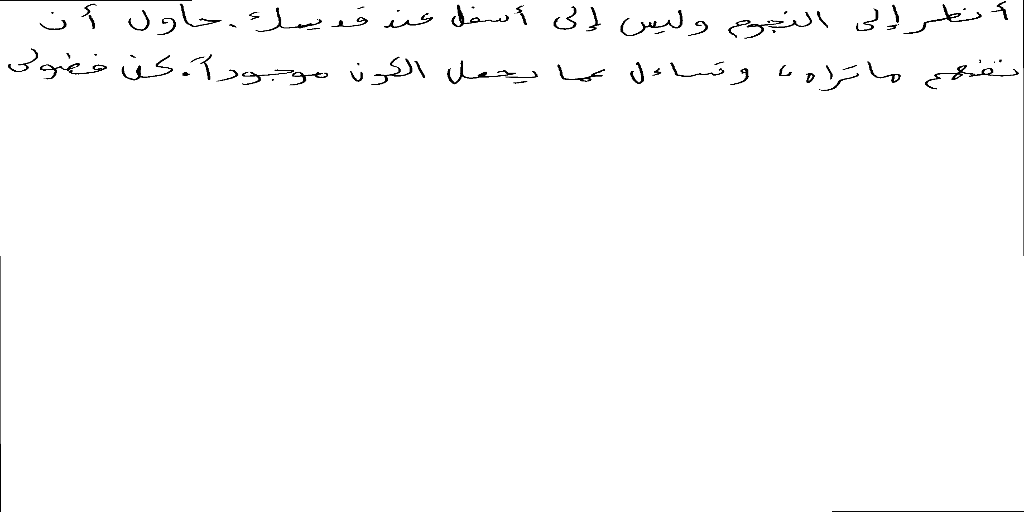 أنظر إلى النجوم وليس إلى أسفل عند قدميك. حاول أن
تفهم ما تراه، وتساءل عما يجعل الكون موجوداً. كن فضولى